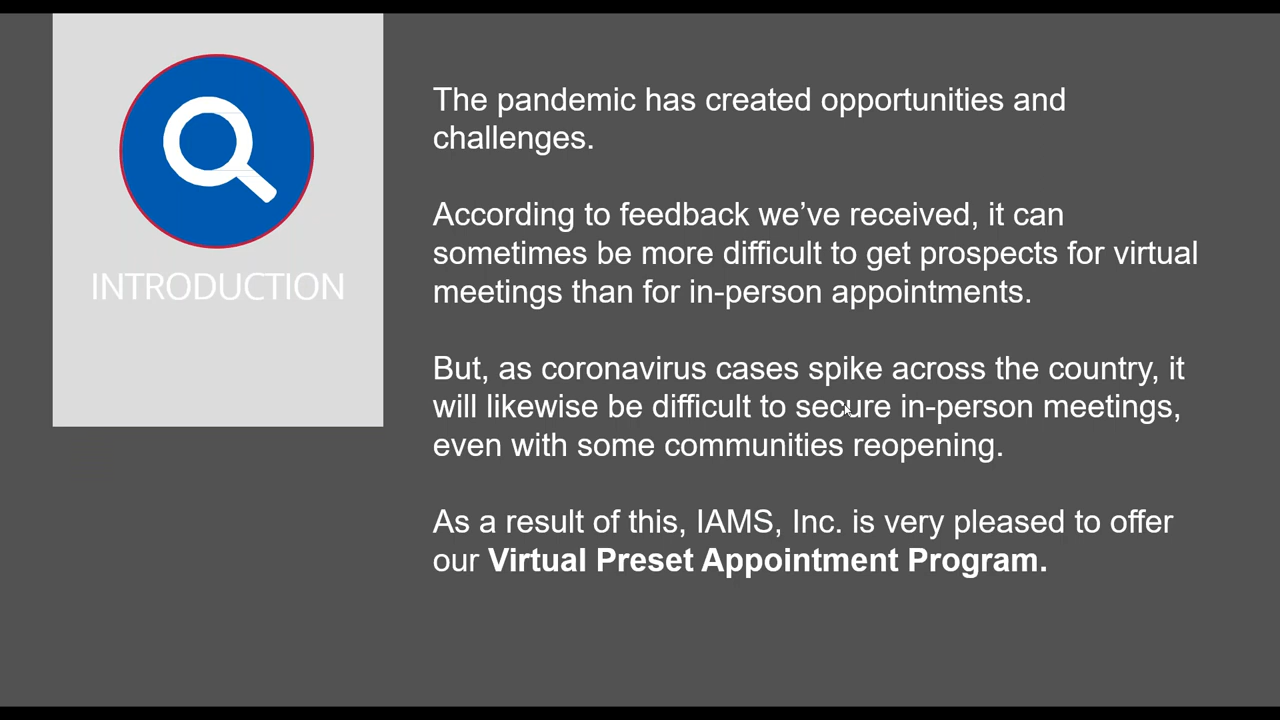 INTRODUCTION
The pandemic has created opportunities and
challenges.
According to feedback we’ve received, it can
sometimes be more difficult to get prospects for virtual
meetings than for in-person appointments.
But, as coronavirus cases spike across the country, it
will likewise be difficult to secure in-person meetings,
even with some communities reopening.
As a result of this, IAMS, Inc. is very pleased to offer
our Virtual Preset Appointment Program.